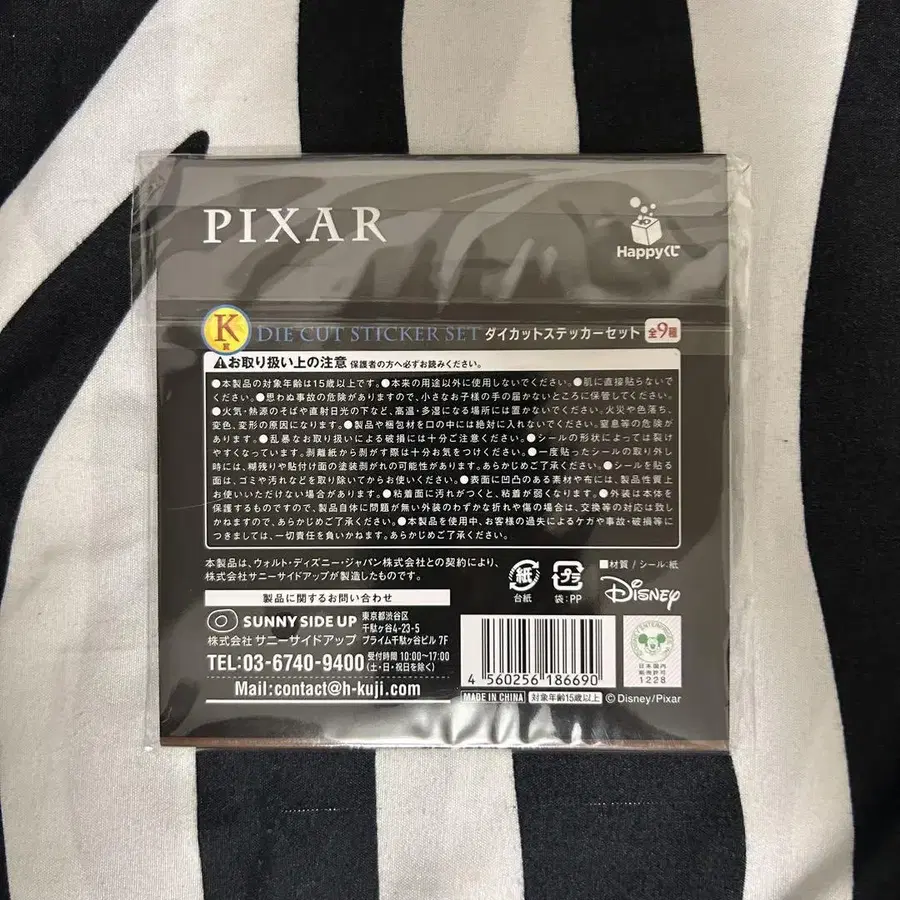 PIXAR
Happyくじ
K賞 DIE CUT STICKER SET ダイカットステッカーセット 全9種
⚠お取り扱い上の注意 保護者の方へ必ずお読みください。
●本製品の対象年齢は15歳以上です。●本来の用途以外に使用しないでください。●肌に直接貼らないで
ください。●思わぬ事故の危険がありますので、小さなお子様の手の届かないところに保管してください。
●火気・熱源のそばや直射日光の下など、高温・多湿になる場所には置かないでください。火災や色落ち、
変色、変形の原因になります。●製品や梱包材を口の中には絶対に入れないでください。窒息等の危険が
あります。●乱暴なお取り扱いによる破損には十分ご注意ください。●シールの形状によっては裂け
やすくなっています。剥離紙から剥がす際は十分お気をつけください。●一度貼ったシールの取り外し
時には、糊残りや貼付け面の塗装剥がれの可能性があります。あらかじめご了承ください。●シールを貼る
面は、ゴミや汚れなどを取り除いてからお使いください。●表面に凹凸のある素材や布には、製品性質上
お使いいただけない場合があります。●粘着面に汚れがつくと、粘着が弱くなります。●外装は本体を
保護するものですので、製品自体に問題が無い外装のわずかな折れや傷の場合は、交換等の対応は致し
かねますので、あらかじめご了承ください。●本製品を使用中、お客様の過失によるケガや事故・破損等に
つきましては、一切責任を負いかねます。あらかじめご了承ください。
本製品は、ウォルト・ディズニー・ジャパン株式会社との契約により、
株式会社サニーサイドアップが製造したものです。
製品に関するお問い合わせ
SUNNY SIDE UP
株式会社 サニーサイドアップ
東京都渋谷区
千駄ヶ谷4-23-5
プライム千駄ヶ谷ビル 7F
TEL:03-6740-9400 受付時間 10:00~17:00
(土・日・祝日を除く)
Mail:contact@h-kuji.com
紙
台紙
プラ
袋:PP
■材質 / シール:紙
Disney
4 560256 186690
MADE IN CHINA 対象年齢15歳以上 ©Disney/Pixar
日本国内
販売許可
1228